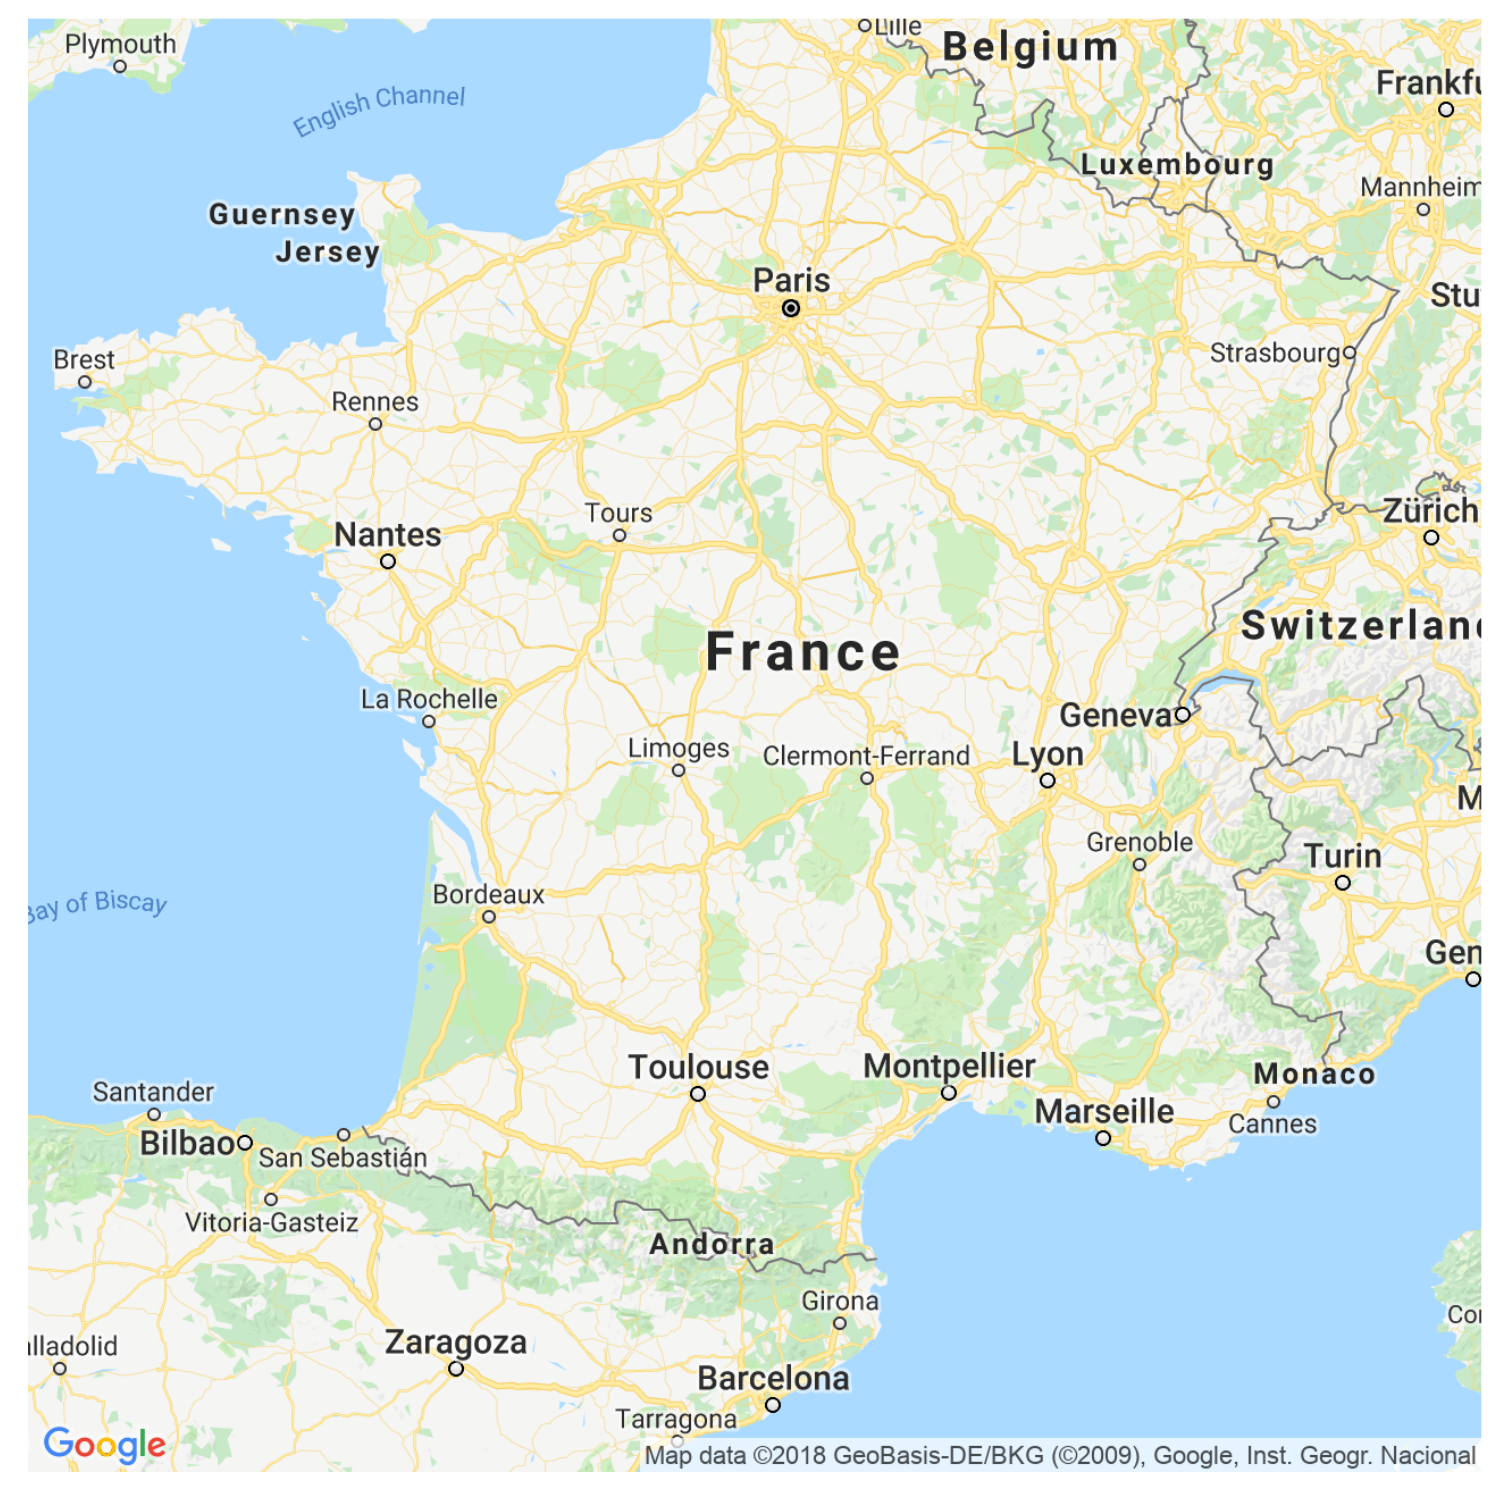 Lille
Plymouth
Belgium
Frankfu
English Channel
Luxembourg
Mannheim
Guernsey
Jersey
Paris
Stu
Strasbourg
Brest
Rennes
Zürich
Tours
Nantes
Switzerlan
France
La Rochelle
Geneva
Limoges
Clermont-Ferrand
Lyon
M
Grenoble
Turin
Bordeaux
Bay of Biscay
Gen
Toulouse
Montpellier
Monaco
Santander
Marseille
Cannes
Bilbao
San Sebastián
Vitoria-Gasteiz
Andorra
Girona
Cor
Zaragoza
alladolid
Barcelona
Tarragona
Google
Map data ©2018 GeoBasis-DE/BKG (©2009), Google, Inst. Geogr. Nacional